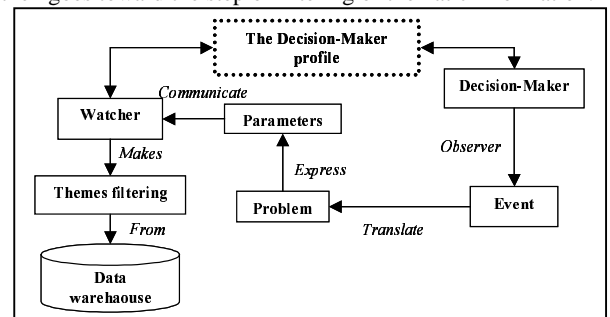 The Decision-Maker
profile
Communicate
Decision-Maker
Watcher
Parameters
Makes
Observer
Express
Themes filtering
Problem
Event
From
Translate
Data
warehaouse